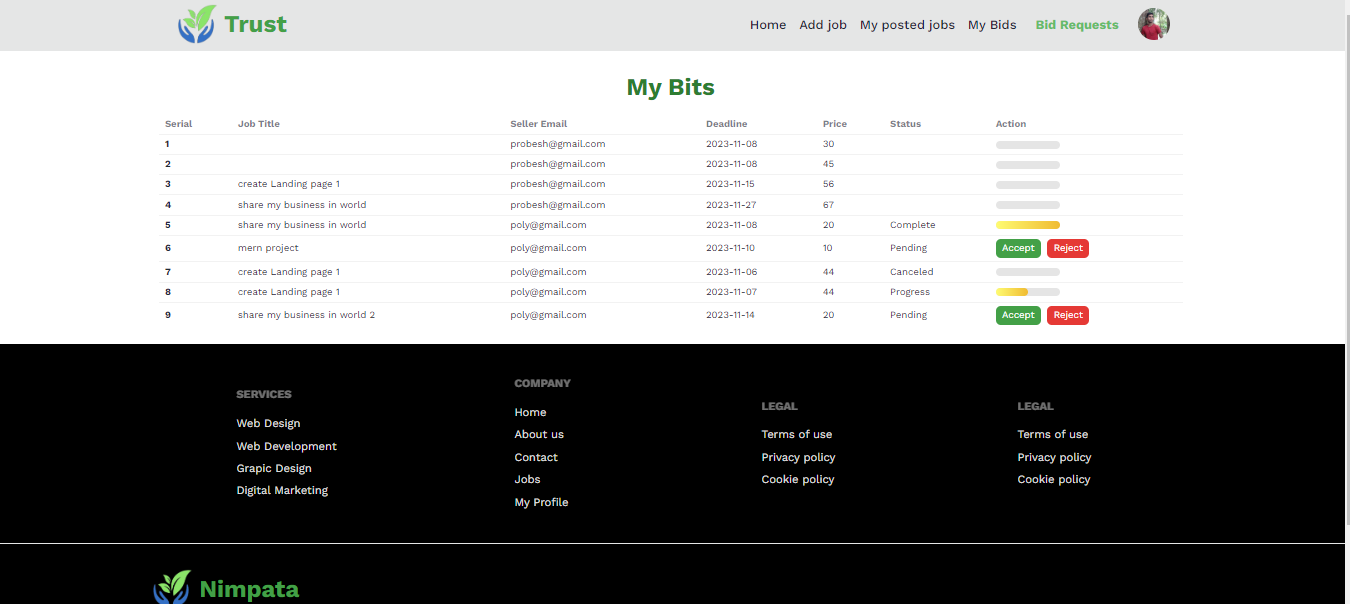 Trust Home Add job My posted jobs My Bids Bid Requests
My Bits
Serial Job Title Seller Email Deadline Price Status Action
1 probesh@gmail.com 2023-11-08 30
2 probesh@gmail.com 2023-11-08 45
3 create Landing page 1 probesh@gmail.com 2023-11-15 56
4 share my business in world probesh@gmail.com 2023-11-27 67
5 share my business in world poly@gmail.com 2023-11-08 20 Complete
6 mern project poly@gmail.com 2023-11-10 10 Pending Accept Reject
7 create Landing page 1 poly@gmail.com 2023-11-06 44 Canceled
8 create Landing page 1 poly@gmail.com 2023-11-07 44 Progress
9 share my business in world 2 poly@gmail.com 2023-11-14 20 Pending Accept Reject
SERVICES
Web Design
Web Development
Grapic Design
Digital Marketing
COMPANY
Home
About us
Contact
Jobs
My Profile
LEGAL
Terms of use
Privacy policy
Cookie policy
LEGAL
Terms of use
Privacy policy
Cookie policy
Nimpata